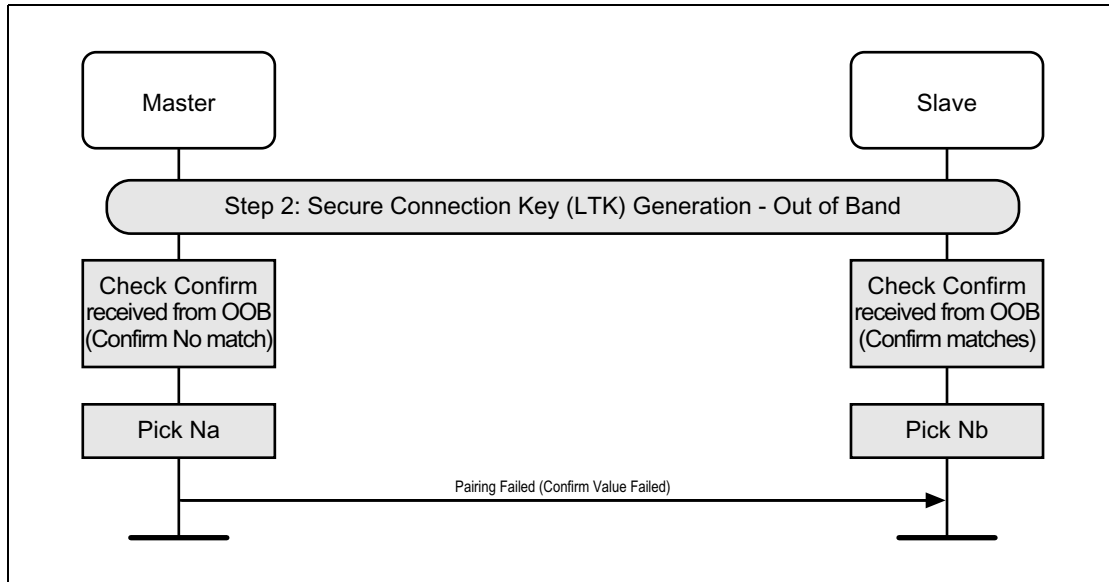 Master
Slave
Step 2: Secure Connection Key (LTK) Generation - Out of Band
Check Confirm
received from OOB
(Confirm No match)
Check Confirm
received from OOB
(Confirm matches)
Pick Na
Pick Nb
Pairing Failed (Confirm Value Failed)